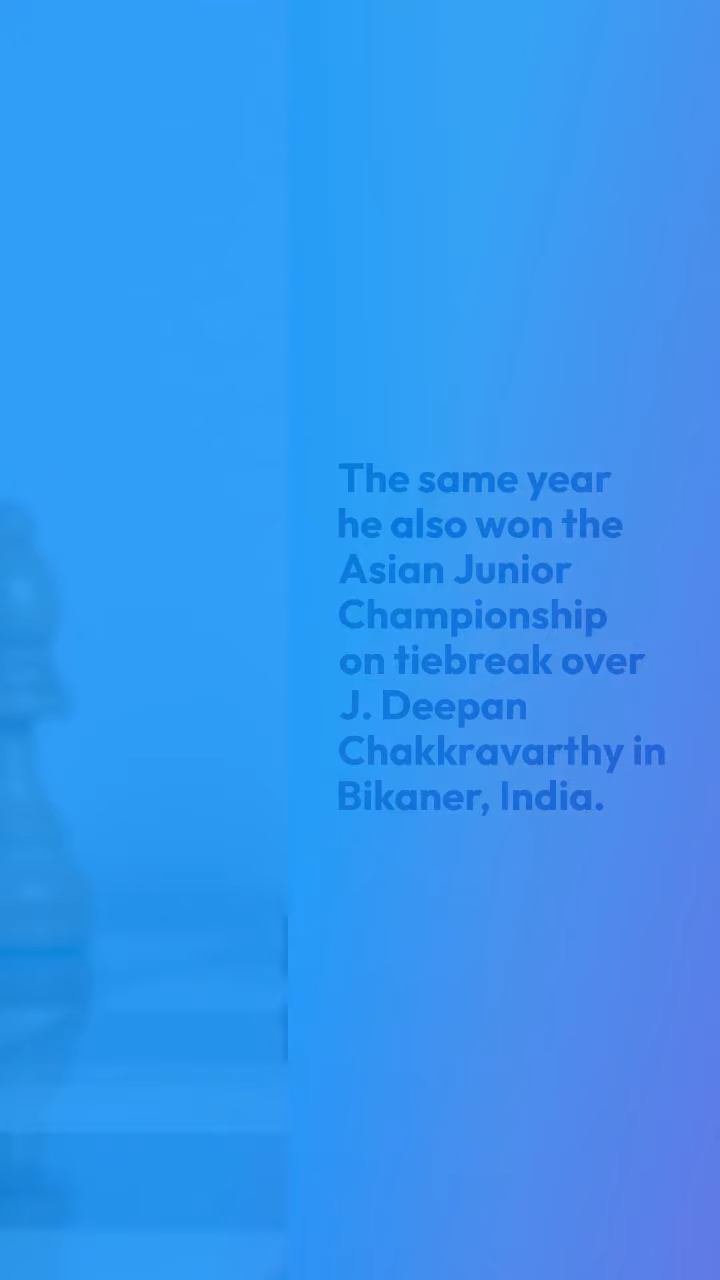 The same year
he also won the
Asian Junior
Championship
on tiebreak over
J. Deepan
Chakkravarthy in
Bikaner, India.